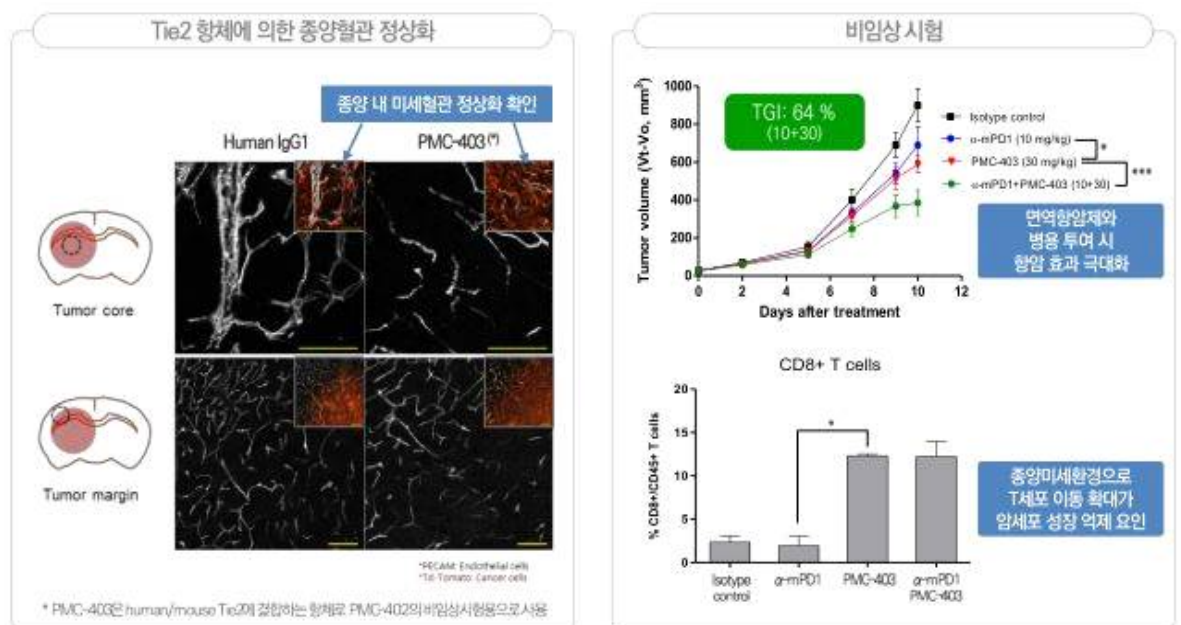 Tie2 항체에 의한 종양혈관 정상화
종양 내 미세혈관 정상화 확인
Human IgG1
PMC-403(*)
Tumor core
Tumor margin
*PECAM: Endothelial cells
*Td-Tomato: Cancer cells
* PMC-403은 human/mouse Tie2에 결합하는 항체로 PMC-402의 비임상시험용으로 사용
비임상 시험
TGI: 64 %
(10+30)
Tumor volume (Vt-Vo, mm³)
1000
800
600
400
200
0
0 2 4 6 8 10 12
Days after treatment
Isotype control
α-mPD1 (10 mg/kg)
PMC-403 (30 mg/kg)
α-mPD1+PMC-403 (10+30)
*
***
면역항암제와
병용 투여 시
항암 효과 극대화
CD8+ T cells
% CD8+/CD45+ T cells
20
15
10
5
0
*
Isotype
control
α-mPD1
PMC-403
α-mPD1
PMC-403
종양미세환경으로
T세포 이동 확대가
암세포 성장 억제 요인